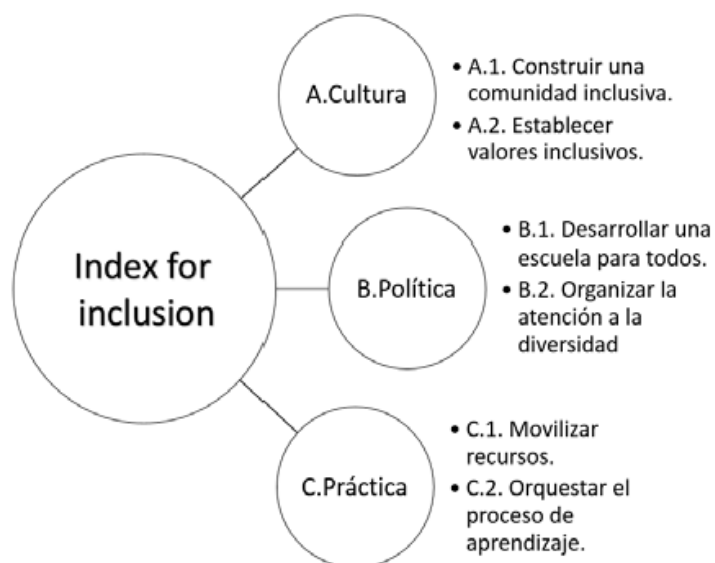 Index for
inclusion
A.Cultura
• A.1. Construir una
comunidad inclusiva.
• A.2. Establecer
valores inclusivos.
B.Política
• B.1. Desarrollar una
escuela para todos.
• B.2. Organizar la
atención a la
diversidad
C.Práctica
• C.1. Movilizar
recursos.
• C.2. Orquestar el
proceso de
aprendizaje.